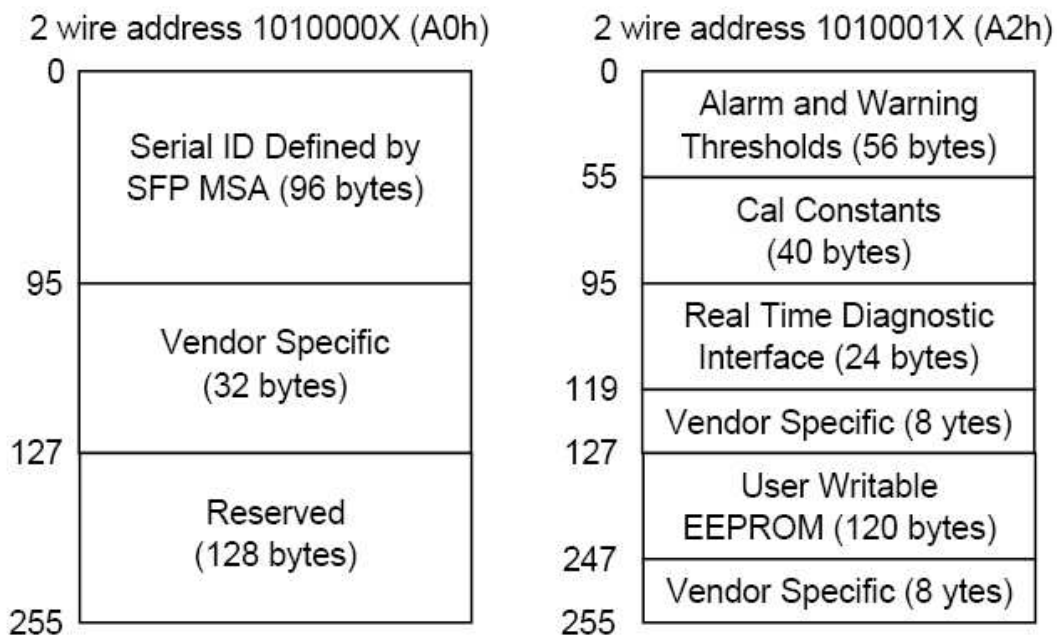 2 wire address 1010000X (A0h)
0
Serial ID Defined by
SFP MSA (96 bytes)
95
Vendor Specific
(32 bytes)
127
Reserved
(128 bytes)
255
2 wire address 1010001X (A2h)
0
Alarm and Warning
Thresholds (56 bytes)
55
Cal Constants
(40 bytes)
95
Real Time Diagnostic
Interface (24 bytes)
119
Vendor Specific (8 ytes)
127
User Writable
EEPROM (120 bytes)
247
Vendor Specific (8 ytes)
255